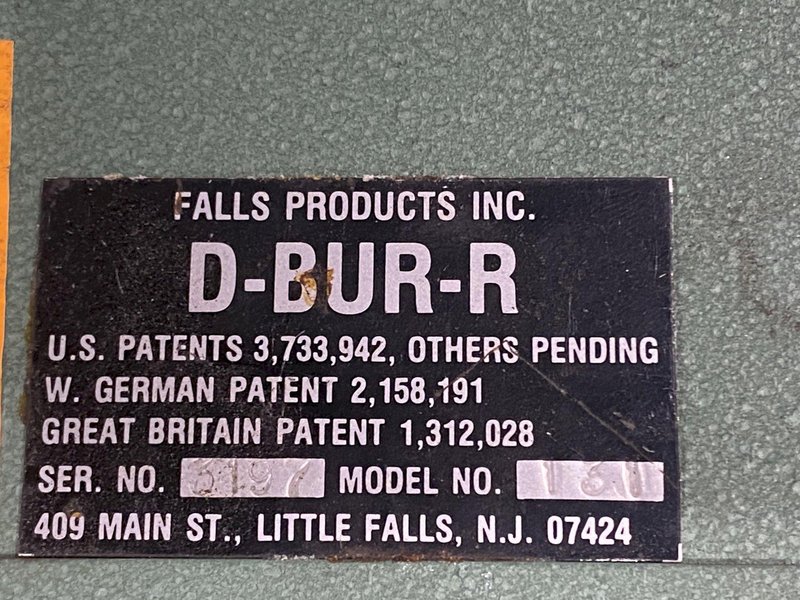 FALLS PRODUCTS INC.
D-BUR-R
U.S. PATENTS 3,733,942, OTHERS PENDING
W. GERMAN PATENT 2,158,191
GREAT BRITAIN PATENT 1,312,028
SER. NO. MODEL NO.
409 MAIN ST., LITTLE FALLS, N.J. 07424